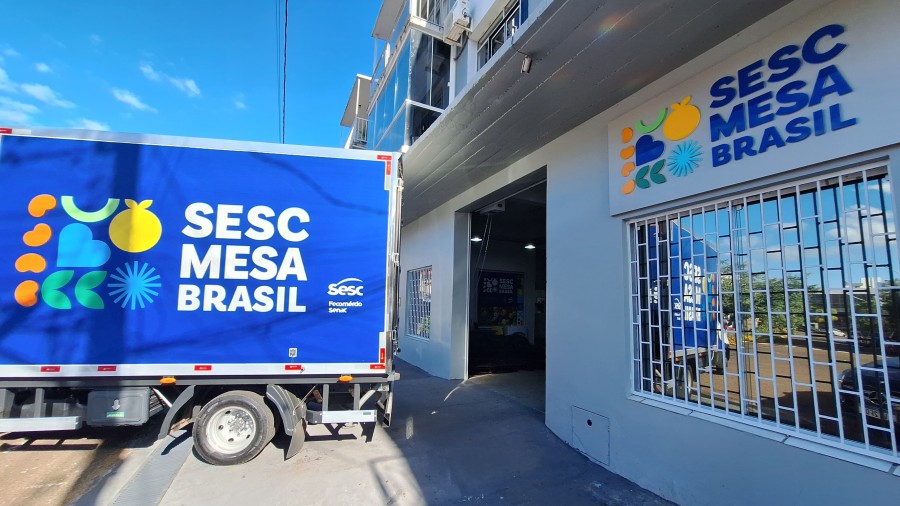 SESC
MESA
BRASIL
Sesc
Fecomércio
Senac
SESC
MESA
BRASIL